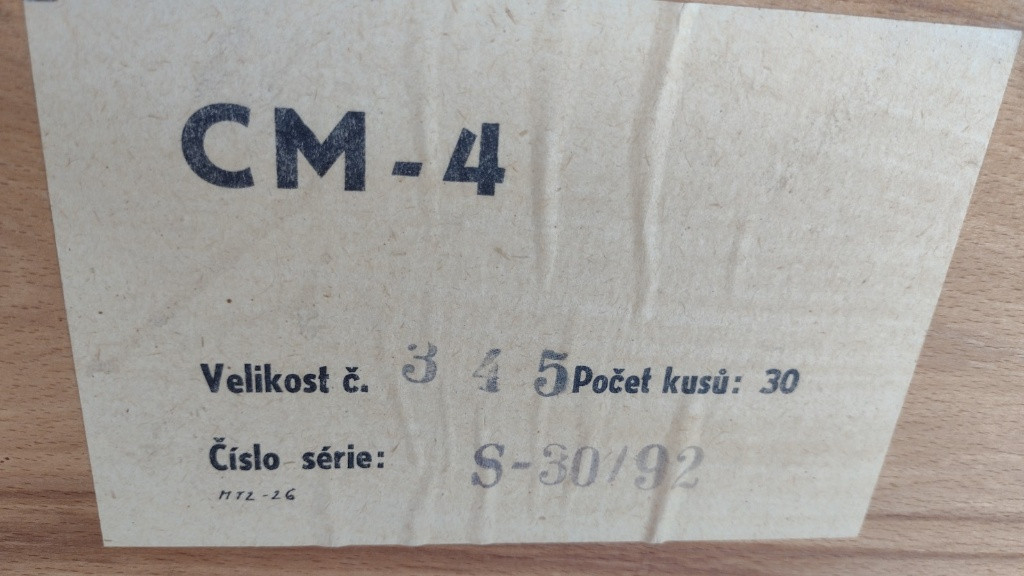 CM-4
Velikost č. 3 4 5 Počet kusů: 30
Číslo série: S-30/92
MTZ-26